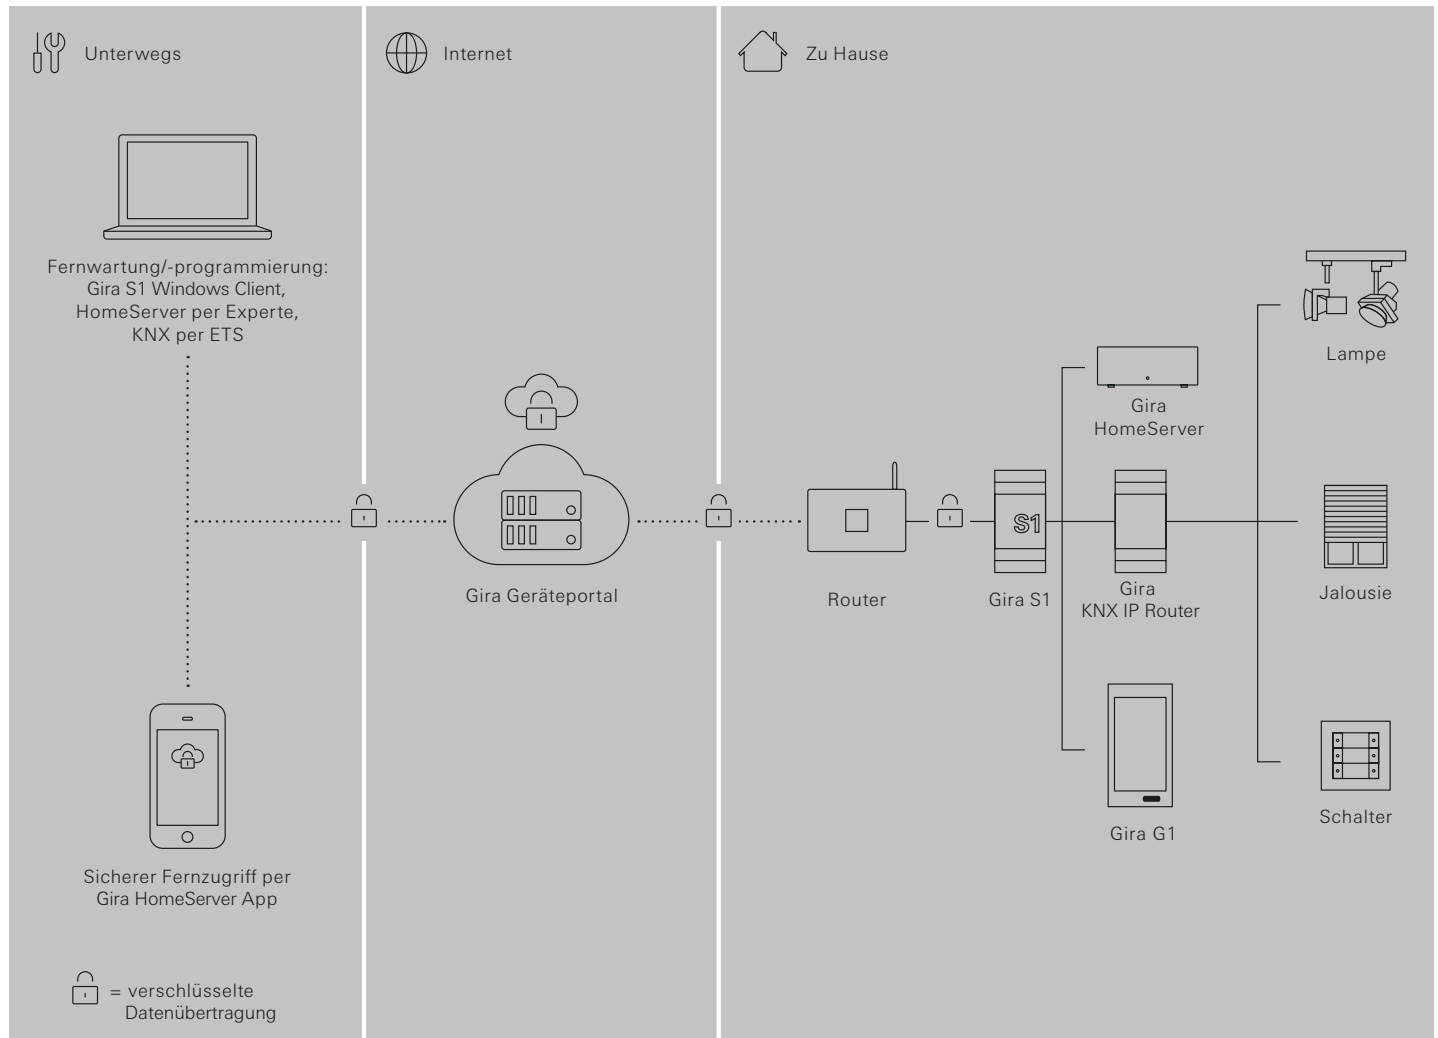 Unterwegs
Internet
Zu Hause
Fernwartung/-programmierung:
Gira S1 Windows Client,
HomeServer per Experte,
KNX per ETS
Lampe
Gira
HomeServer
S1
Gira Geräteportal
Router
Gira S1
Gira
KNX IP Router
Jalousie
Gira G1
Schalter
Sicherer Fernzugriff per
Gira HomeServer App
= verschlüsselte
Datenübertragung